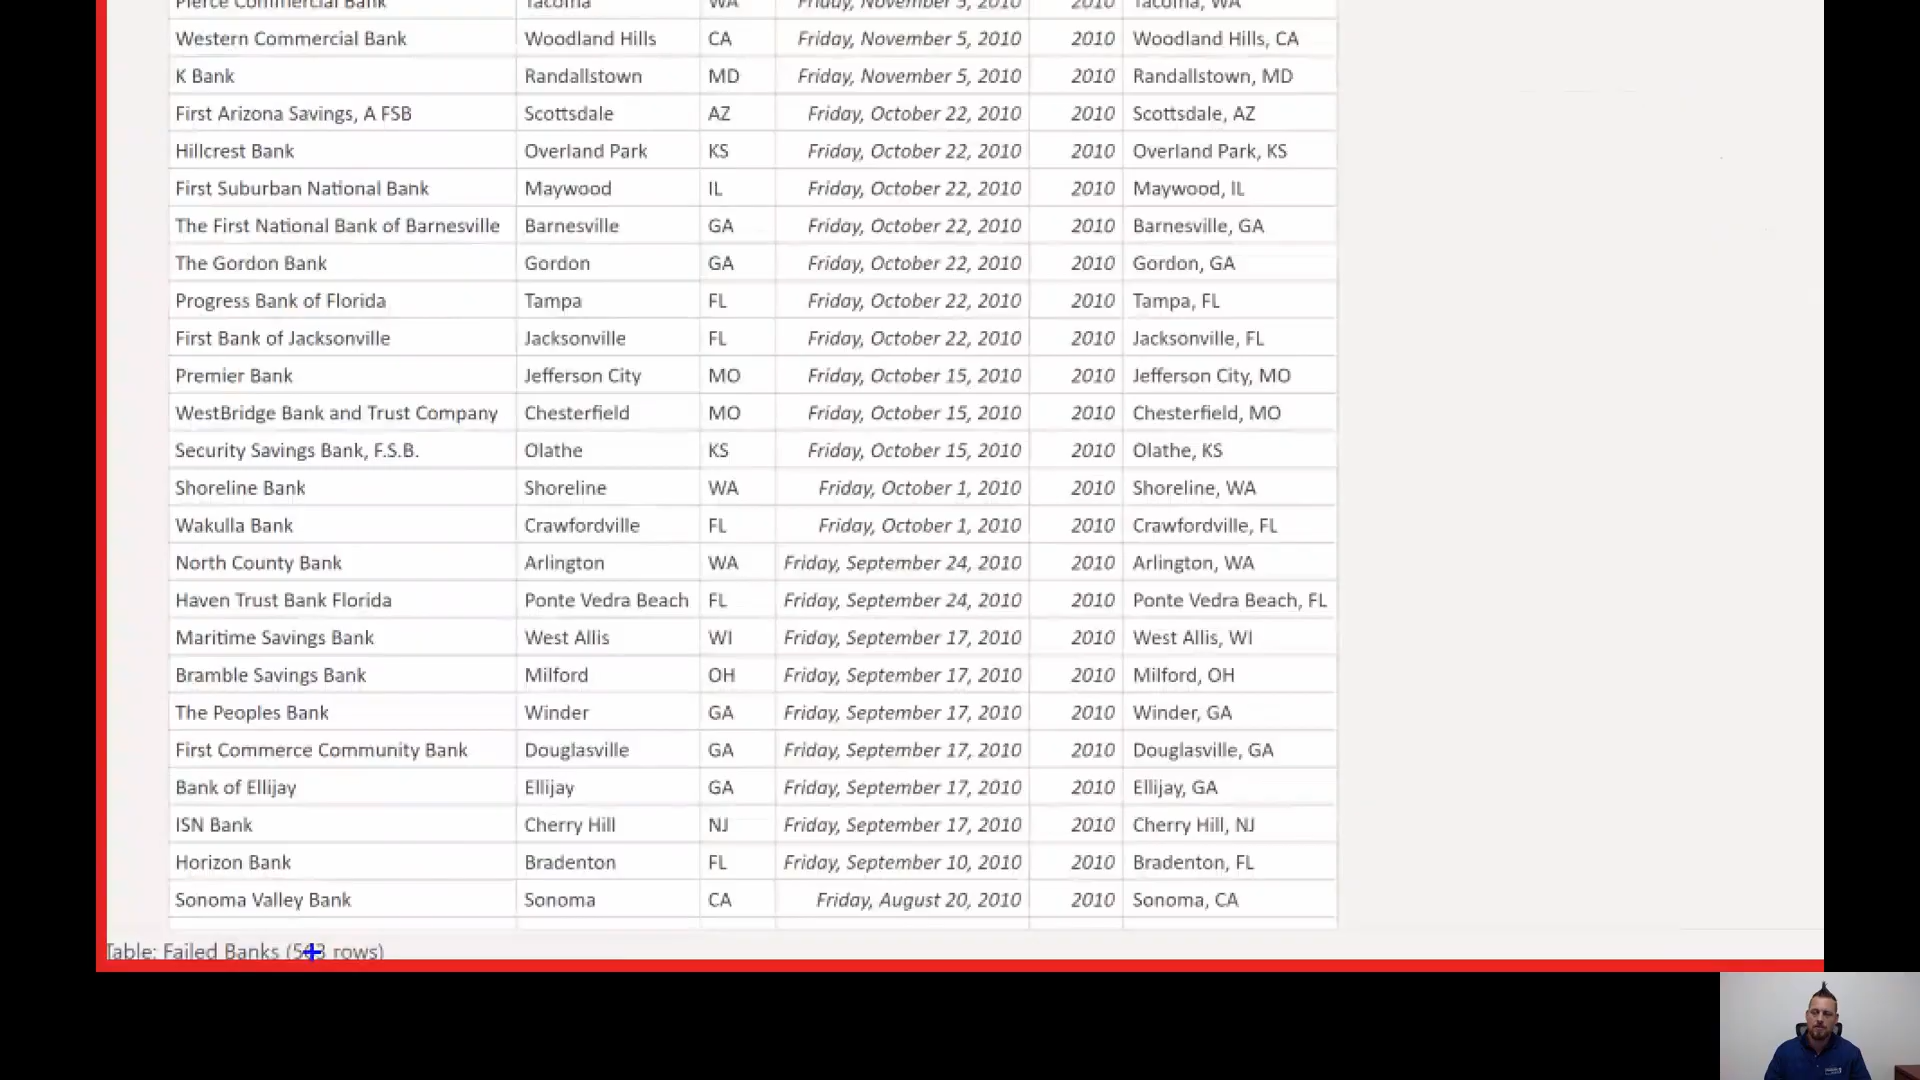 Pierce Commercial Bank Tacoma WA Friday, November 5, 2010 2010 Tacoma, WA
Western Commercial Bank Woodland Hills CA Friday, November 5, 2010 2010 Woodland Hills, CA
K Bank Randallstown MD Friday, November 5, 2010 2010 Randallstown, MD
First Arizona Savings, A FSB Scottsdale AZ Friday, October 22, 2010 2010 Scottsdale, AZ
Hillcrest Bank Overland Park KS Friday, October 22, 2010 2010 Overland Park, KS
First Suburban National Bank Maywood IL Friday, October 22, 2010 2010 Maywood, IL
The First National Bank of Barnesville Barnesville GA Friday, October 22, 2010 2010 Barnesville, GA
The Gordon Bank Gordon GA Friday, October 22, 2010 2010 Gordon, GA
Progress Bank of Florida Tampa FL Friday, October 22, 2010 2010 Tampa, FL
First Bank of Jacksonville Jacksonville FL Friday, October 22, 2010 2010 Jacksonville, FL
Premier Bank Jefferson City MO Friday, October 15, 2010 2010 Jefferson City, MO
WestBridge Bank and Trust Company Chesterfield MO Friday, October 15, 2010 2010 Chesterfield, MO
Security Savings Bank, F.S.B. Olathe KS Friday, October 15, 2010 2010 Olathe, KS
Shoreline Bank Shoreline WA Friday, October 1, 2010 2010 Shoreline, WA
Wakulla Bank Crawfordville FL Friday, October 1, 2010 2010 Crawfordville, FL
North County Bank Arlington WA Friday, September 24, 2010 2010 Arlington, WA
Haven Trust Bank Florida Ponte Vedra Beach FL Friday, September 24, 2010 2010 Ponte Vedra Beach, FL
Maritime Savings Bank West Allis WI Friday, September 17, 2010 2010 West Allis, WI
Bramble Savings Bank Milford OH Friday, September 17, 2010 2010 Milford, OH
The Peoples Bank Winder GA Friday, September 17, 2010 2010 Winder, GA
First Commerce Community Bank Douglasville GA Friday, September 17, 2010 2010 Douglasville, GA
Bank of Ellijay Ellijay GA Friday, September 17, 2010 2010 Ellijay, GA
ISN Bank Cherry Hill NJ Friday, September 17, 2010 2010 Cherry Hill, NJ
Horizon Bank Bradenton FL Friday, September 10, 2010 2010 Bradenton, FL
Sonoma Valley Bank Sonoma CA Friday, August 20, 2010 2010 Sonoma, CA
Table: Failed Banks rows)